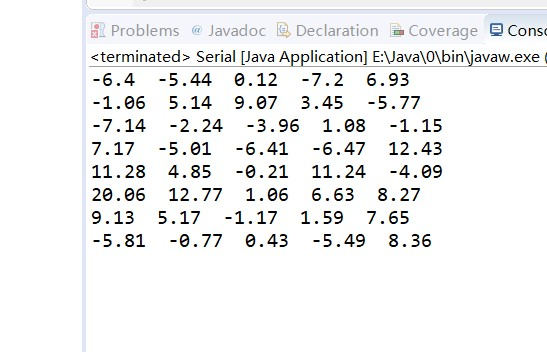 Problems @ Javadoc Declaration Coverage Conso
<terminated> Serial [Java Application] E:\Java\0\bin\javaw.exe (
-6.4 -5.44 0.12 -7.2 6.93
-1.06 5.14 9.07 3.45 -5.77
-7.14 -2.24 -3.96 1.08 -1.15
7.17 -5.01 -6.41 -6.47 12.43
11.28 4.85 -0.21 11.24 -4.09
20.06 12.77 1.06 6.63 8.27
9.13 5.17 -1.17 1.59 7.65
-5.81 -0.77 0.43 -5.49 8.36